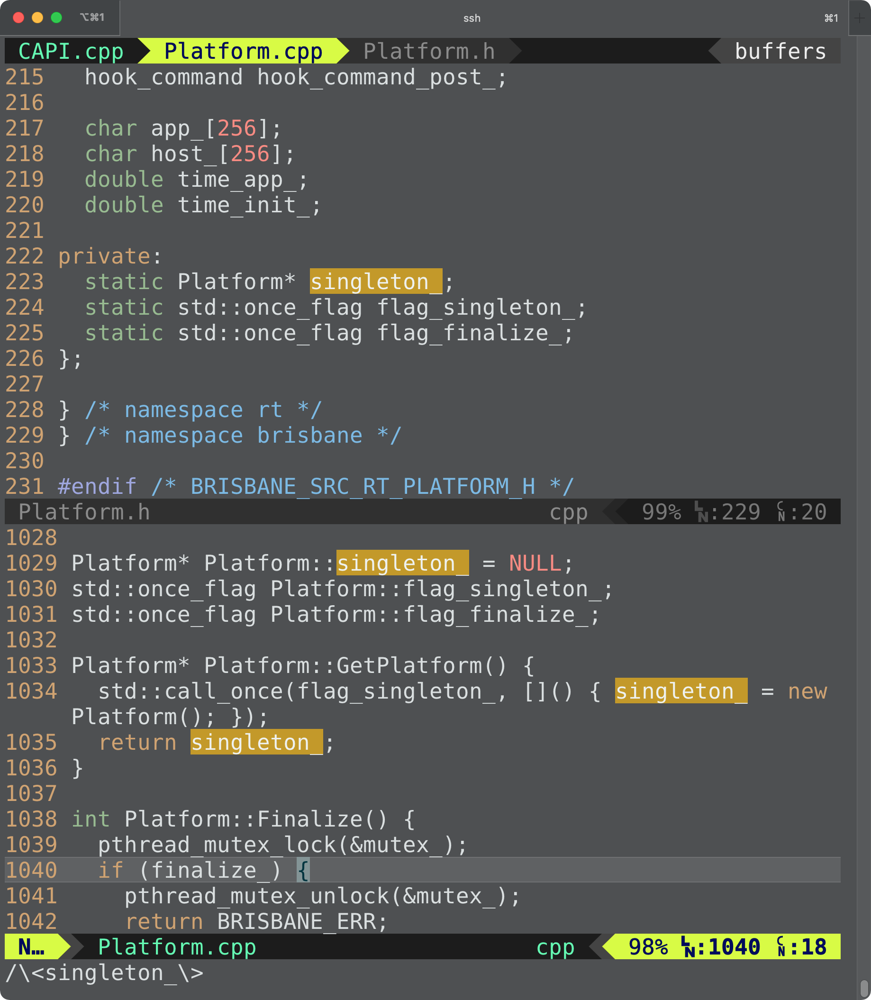 ⌥⌘1 ssh ⌘1 +
CAPI.cpp Platform.cpp Platform.h buffers
215   hook_command hook_command_post_;
216
217   char app_[256];
218   char host_[256];
219   double time_app_;
220   double time_init_;
221
222 private:
223   static Platform* singleton_;
224   static std::once_flag flag_singleton_;
225   static std::once_flag flag_finalize_;
226 };
227
228 } /* namespace rt */
229 } /* namespace brisbane */
230
231 #endif /* BRISBANE_SRC_RT_PLATFORM_H */
Platform.h cpp 99% LN:229 CN:20
1028
1029 Platform* Platform::singleton_ = NULL;
1030 std::once_flag Platform::flag_singleton_;
1031 std::once_flag Platform::flag_finalize_;
1032
1033 Platform* Platform::GetPlatform() {
1034   std::call_once(flag_singleton_, []() { singleton_ = new
Platform(); });
1035   return singleton_;
1036 }
1037
1038 int Platform::Finalize() {
1039   pthread_mutex_lock(&mutex_);
1040   if (finalize_) {
1041     pthread_mutex_unlock(&mutex_);
1042     return BRISBANE_ERR;
N… Platform.cpp cpp 98% LN:1040 CN:18
/\<singleton_\>